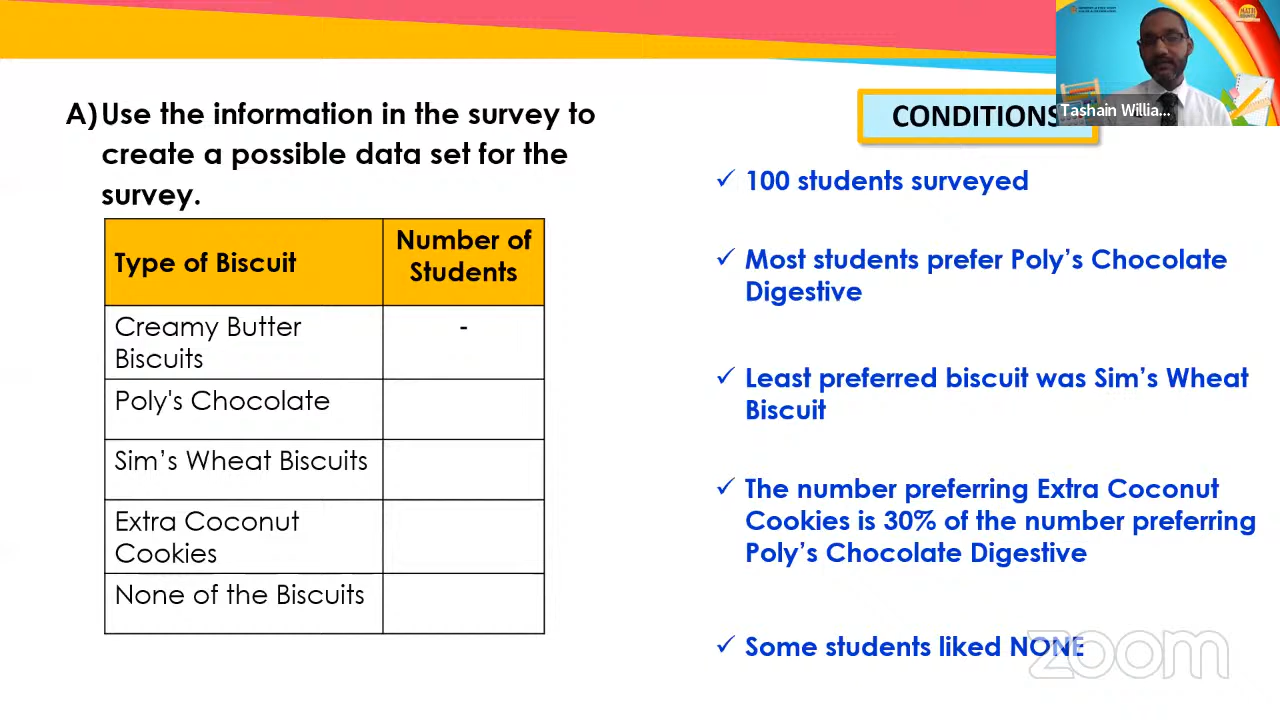 A) Use the information in the survey to
create a possible data set for the
survey.
Type of Biscuit
Number of
Students
Creamy Butter
Biscuits
-
Poly's Chocolate
Sim’s Wheat Biscuits
Extra Coconut
Cookies
None of the Biscuits
CONDITIONS
Tashain Willia...
✓ 100 students surveyed
✓ Most students prefer Poly’s Chocolate
Digestive
✓ Least preferred biscuit was Sim’s Wheat
Biscuit
✓ The number preferring Extra Coconut
Cookies is 30% of the number preferring
Poly’s Chocolate Digestive
✓ Some students liked NONE
zoom